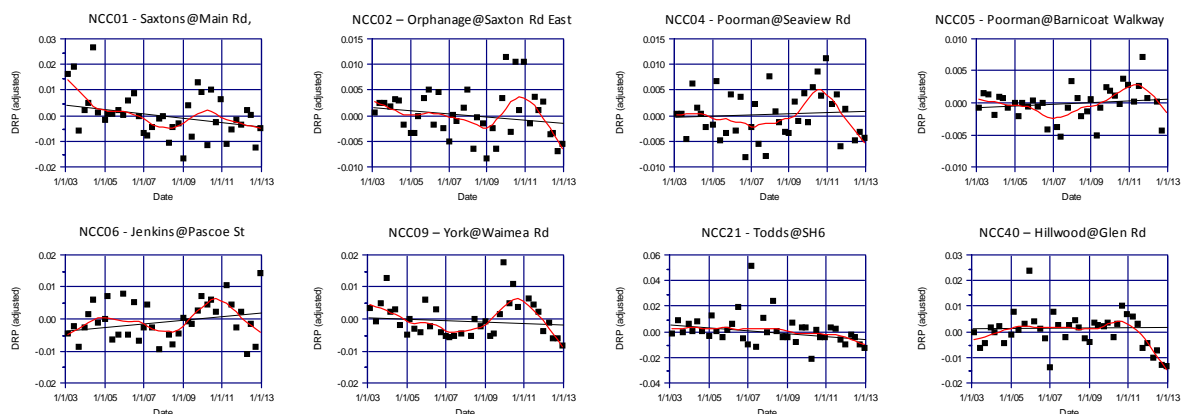 NCC01 - Saxtons@Main Rd,
DRP (adjusted)
0.03
0.02
0.01
0.00
-0.01
-0.02
1/1/03 1/1/05 1/1/07 1/1/09 1/1/11 1/1/13
Date
NCC02 – Orphanage@Saxton Rd East
DRP (adjusted)
0.015
0.010
0.005
0.000
-0.005
-0.010
1/1/03 1/1/05 1/1/07 1/1/09 1/1/11 1/1/13
Date
NCC04 - Poorman@Seaview Rd
DRP (adjusted)
0.015
0.010
0.005
0.000
-0.005
-0.010
1/1/03 1/1/05 1/1/07 1/1/09 1/1/11 1/1/13
Date
NCC05 - Poorman@Barnicoat Walkway
DRP (adjusted)
0.015
0.010
0.005
0.000
-0.005
-0.010
1/1/03 1/1/05 1/1/07 1/1/09 1/1/11 1/1/13
Date
NCC06 - Jenkins@Pascoe St
DRP (adjusted)
0.02
0.01
0.00
-0.01
-0.02
1/1/03 1/1/05 1/1/07 1/1/09 1/1/11 1/1/13
Date
NCC09 – York@Waimea Rd
DRP (adjusted)
0.02
0.01
0.00
-0.01
-0.02
1/1/03 1/1/05 1/1/07 1/1/09 1/1/11 1/1/13
Date
NCC21 - Todds@SH6
DRP (adjusted)
0.06
0.04
0.02
0.00
-0.02
-0.04
1/1/03 1/1/05 1/1/07 1/1/09 1/1/11 1/1/13
Date
NCC40 – Hillwood@Glen Rd
DRP (adjusted)
0.03
0.02
0.01
0.00
-0.01
-0.02
1/1/03 1/1/05 1/1/07 1/1/09 1/1/11 1/1/13
Date